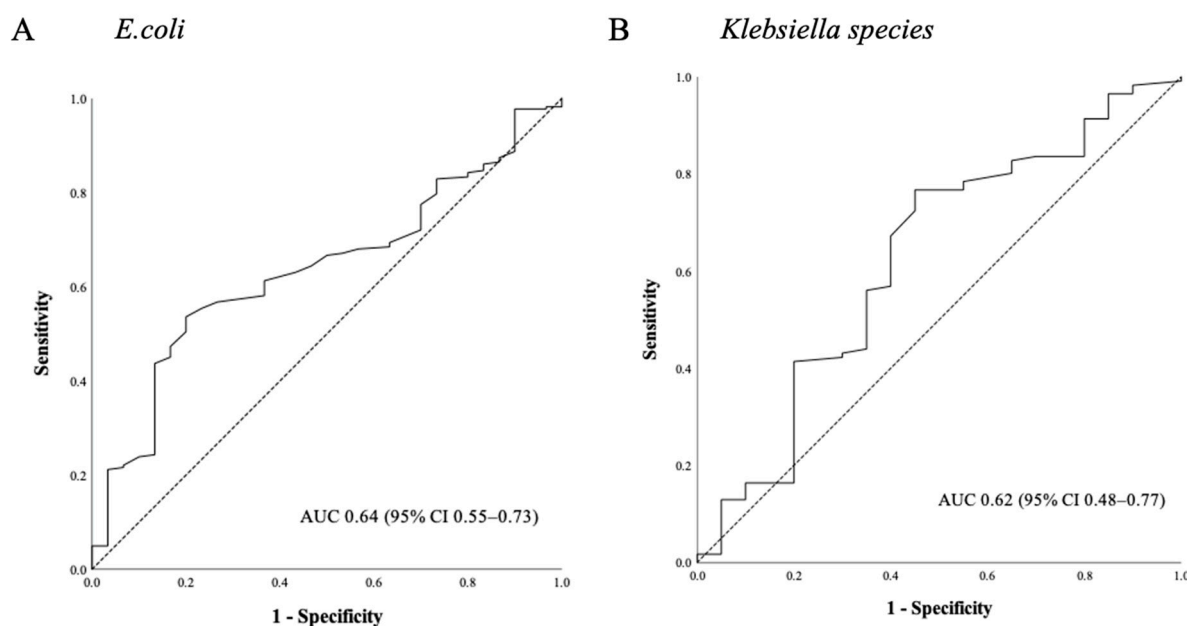 A E.coli
1.0
0.8
0.6
0.4
0.2
0.0
Sensitivity
AUC 0.64 (95% CI 0.55–0.73)
0.0 0.2 0.4 0.6 0.8 1.0
1 - Specificity
B Klebsiella species
1.0
0.8
0.6
0.4
0.2
0.0
Sensitivity
AUC 0.62 (95% CI 0.48–0.77)
0.0 0.2 0.4 0.6 0.8 1.0
1 - Specificity